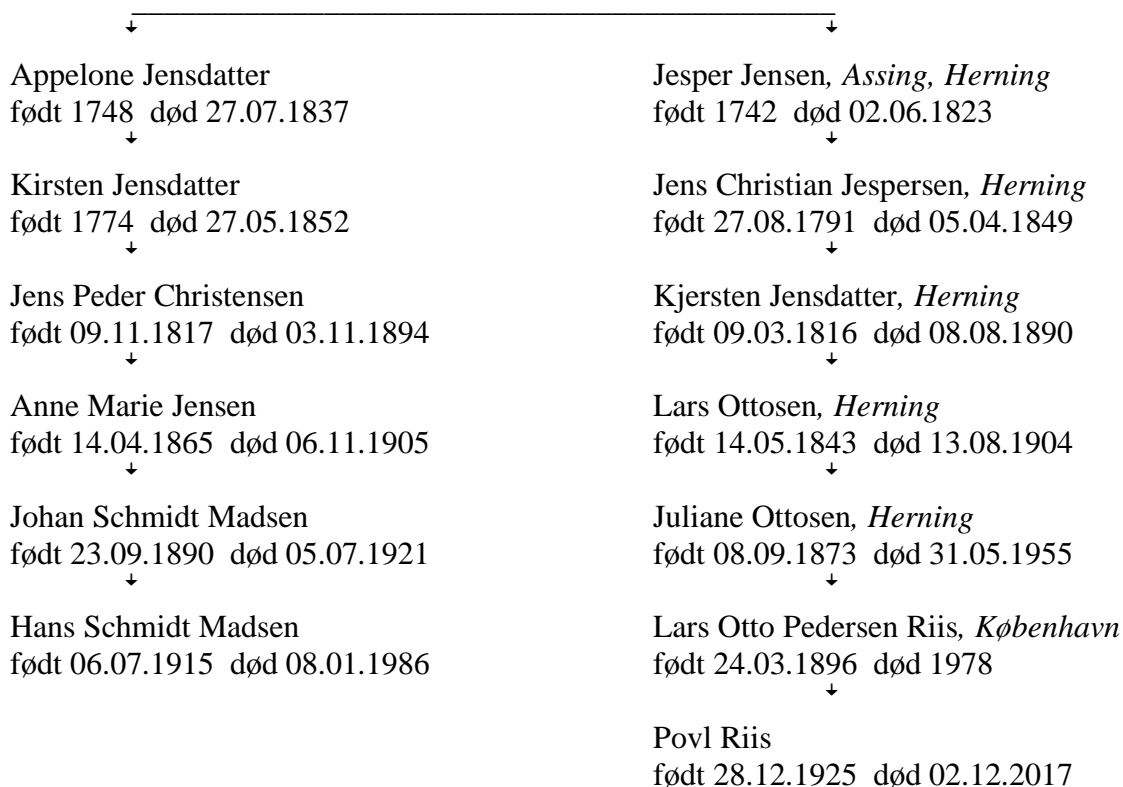 Appelone Jensdatter
født 1748 død 27.07.1837
Kirsten Jensdatter
født 1774 død 27.05.1852
Jens Peder Christensen
født 09.11.1817 død 03.11.1894
Anne Marie Jensen
født 14.04.1865 død 06.11.1905
Johan Schmidt Madsen
født 23.09.1890 død 05.07.1921
Hans Schmidt Madsen
født 06.07.1915 død 08.01.1986
Jesper Jensen, Assing, Herning
født 1742 død 02.06.1823
Jens Christian Jespersen, Herning
født 27.08.1791 død 05.04.1849
Kjersten Jensdatter, Herning
født 09.03.1816 død 08.08.1890
Lars Ottosen, Herning
født 14.05.1843 død 13.08.1904
Juliane Ottosen, Herning
født 08.09.1873 død 31.05.1955
Lars Otto Pedersen Riis, København
født 24.03.1896 død 1978
Povl Riis
født 28.12.1925 død 02.12.2017